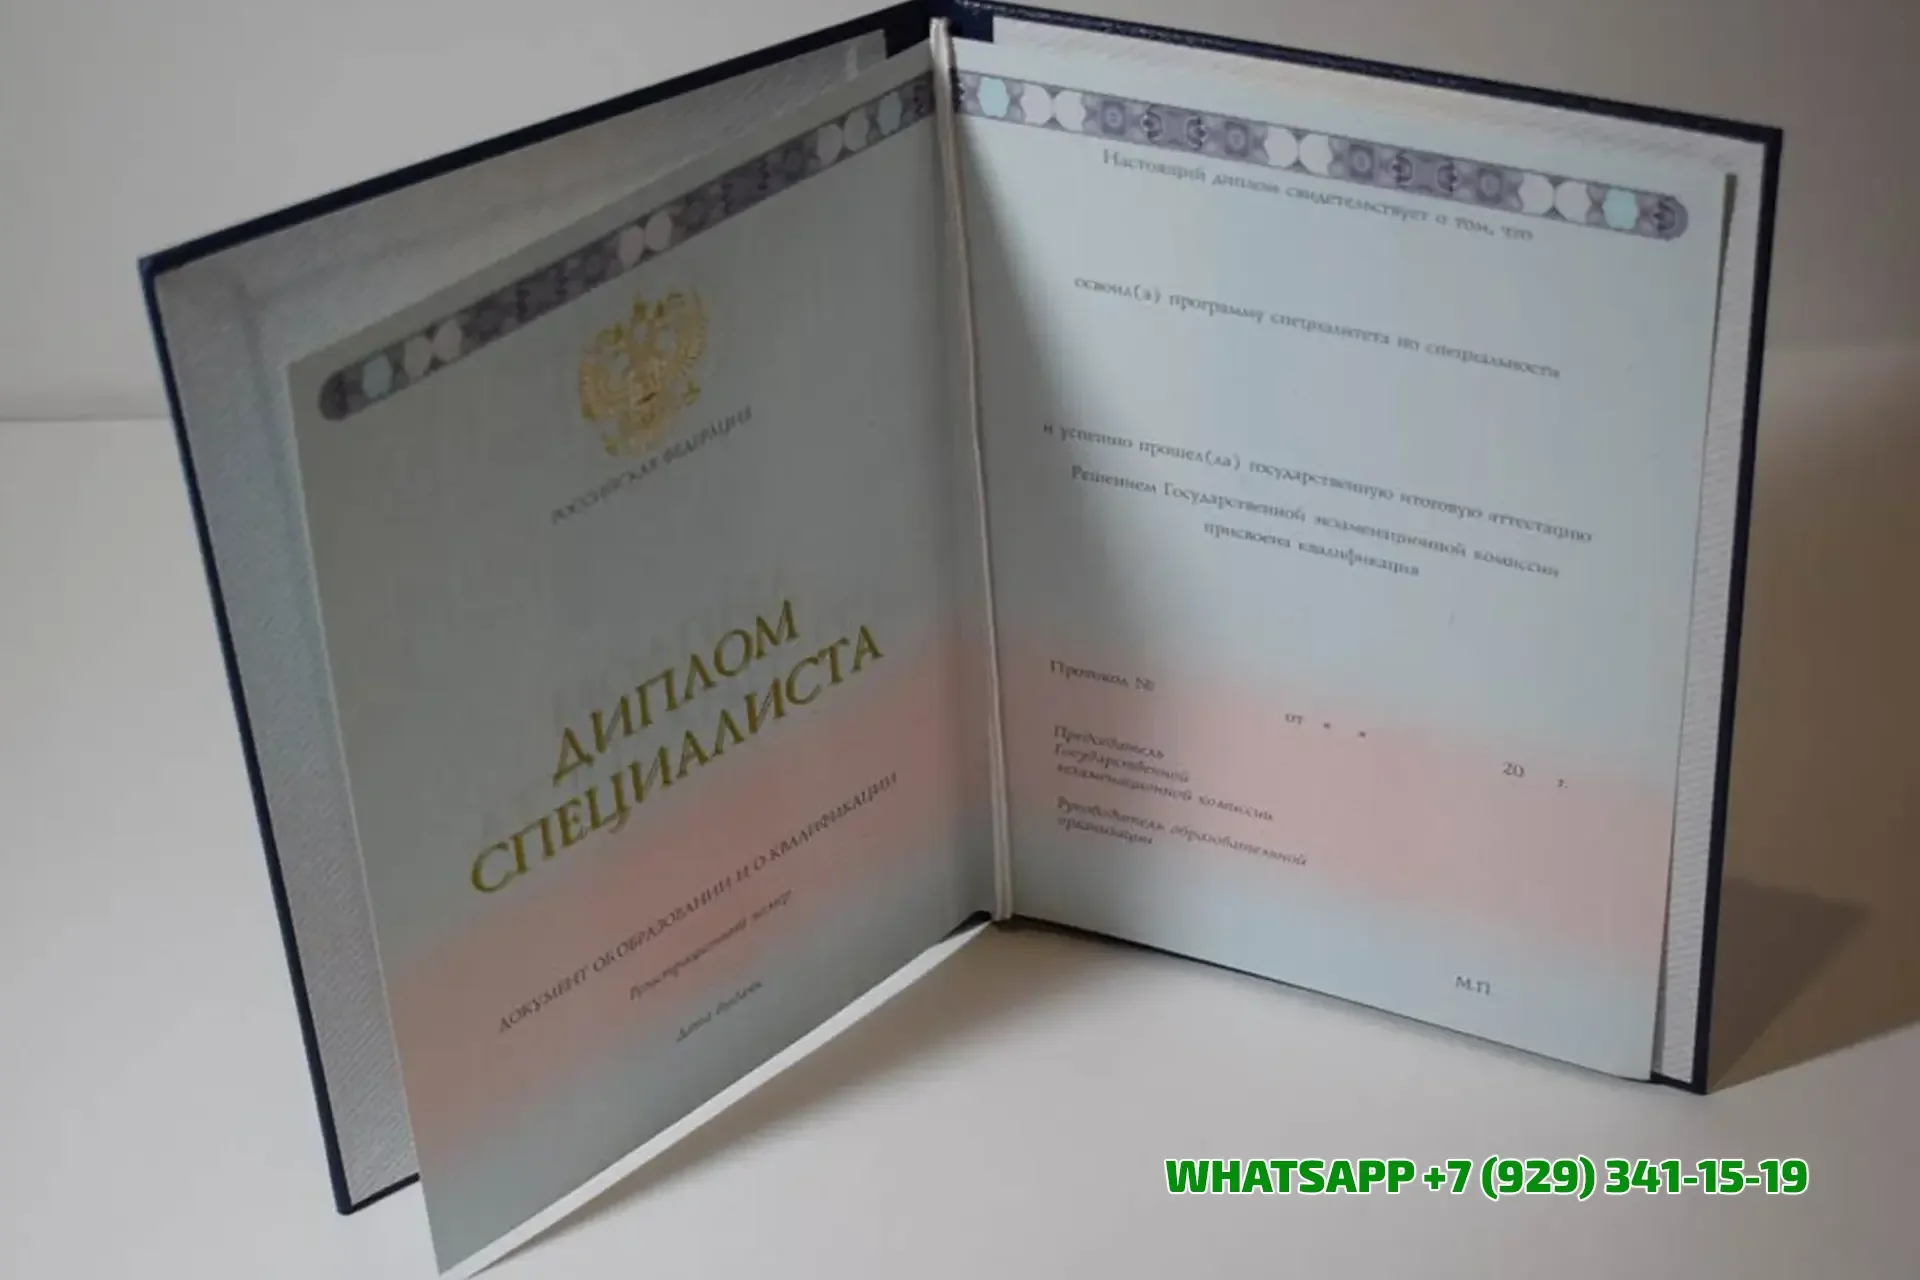 РОССИЙСКАЯ ФЕДЕРАЦИЯ
ДИПЛОМ
СПЕЦИАЛИСТА
ДОКУМЕНТ ОБ ОБРАЗОВАНИИ И О КВАЛИФИКАЦИИ
Регистрационный номер
Дата выдачи
Настоящий диплом свидетельствует о том, что
освоил(а) программу специалитета по специальности
и успешно прошел(ла) государственную итоговую аттестацию
Решением Государственной экзаменационной комиссии
присвоена квалификация
Протокол №
от « »
20 г.
Председатель
Государственной
экзаменационной комиссии
Руководитель образовательной
организации
М.П.
WHATSAPP +7 (929) 341-15-19